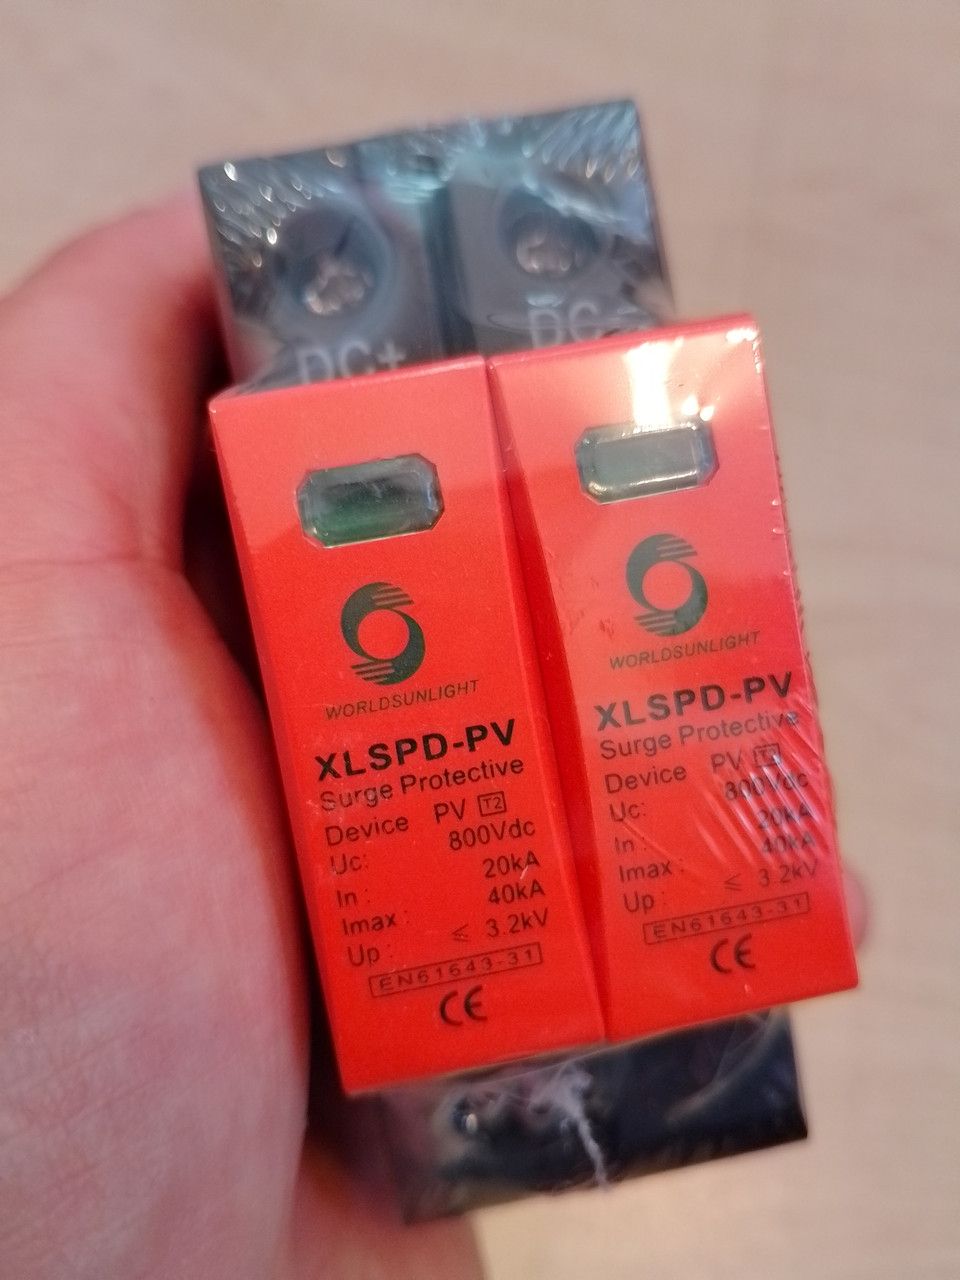 DC+
DC-
WORLDSUNLIGHT
XLSPD-PV
Surge Protective
Device PV T2
Uc: 800Vdc
In : 20kA
Imax : 40kA
Up : ≤ 3.2kV
EN61643-31
CE
WORLDSUNLIGHT
XLSPD-PV
Surge Protective
Device PV T2
Uc: 800Vdc
In : 20kA
Imax : 40kA
Up : ≤ 3.2kV
EN61643-31
CE